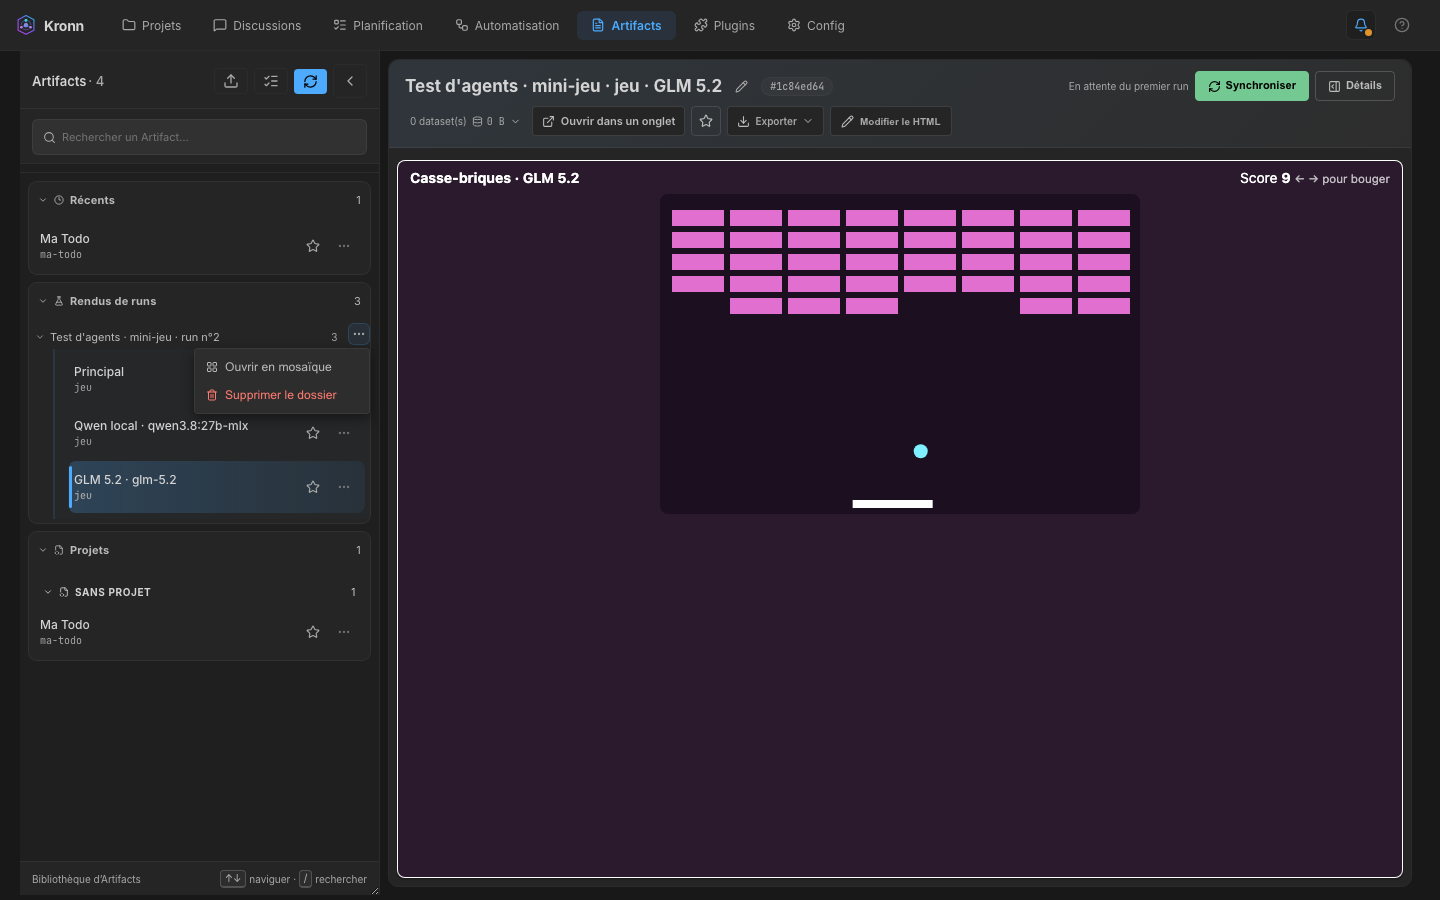 Kronn
Projets
Discussions
Planification
Automatisation
Artifacts
Plugins
Config
Artifacts · 4
Rechercher un Artifact...
Récents 1
Ma Todo
ma-todo
Rendus de runs 3
Test d'agents · mini-jeu · run n°2 3
Ouvrir en mosaïque
Supprimer le dossier
Principal
jeu
Qwen local · qwen3.8:27b-mlx
jeu
GLM 5.2 · glm-5.2
jeu
Projets 1
SANS PROJET 1
Ma Todo
ma-todo
Bibliothèque d'Artifacts
↑↓ naviguer · / rechercher
Test d'agents · mini-jeu · jeu · GLM 5.2 #1c84ed64
En attente du premier run
Synchroniser
Détails
0 dataset(s) 0 B
Ouvrir dans un onglet
Exporter
Modifier le HTML
Casse-briques · GLM 5.2
Score 9 ← → pour bouger